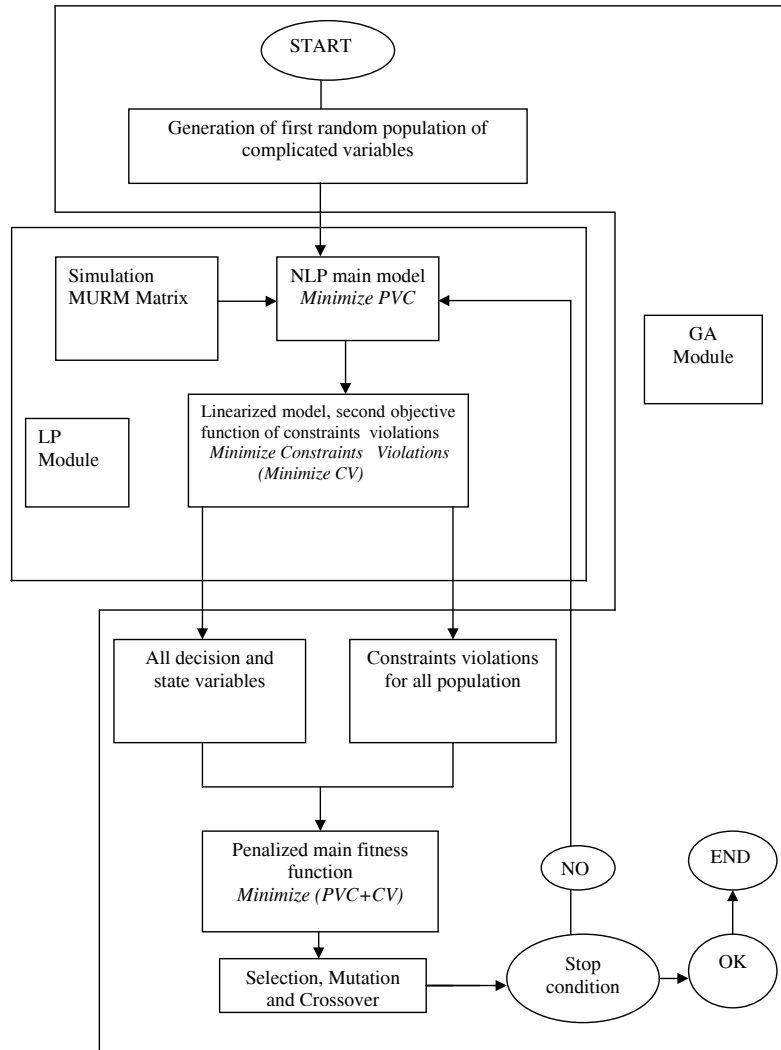 START
Generation of first random population of
complicated variables
Simulation
MURM Matrix
NLP main model
Minimize PVC
GA
Module
LP
Module
Linearized model, second objective
function of constraints violations
Minimize Constraints Violations
(Minimize CV)
All decision and
state variables
Constraints violations
for all population
Penalized main fitness
function
Minimize (PVC+CV)
NO
END
Selection, Mutation
and Crossover
Stop
condition
OK